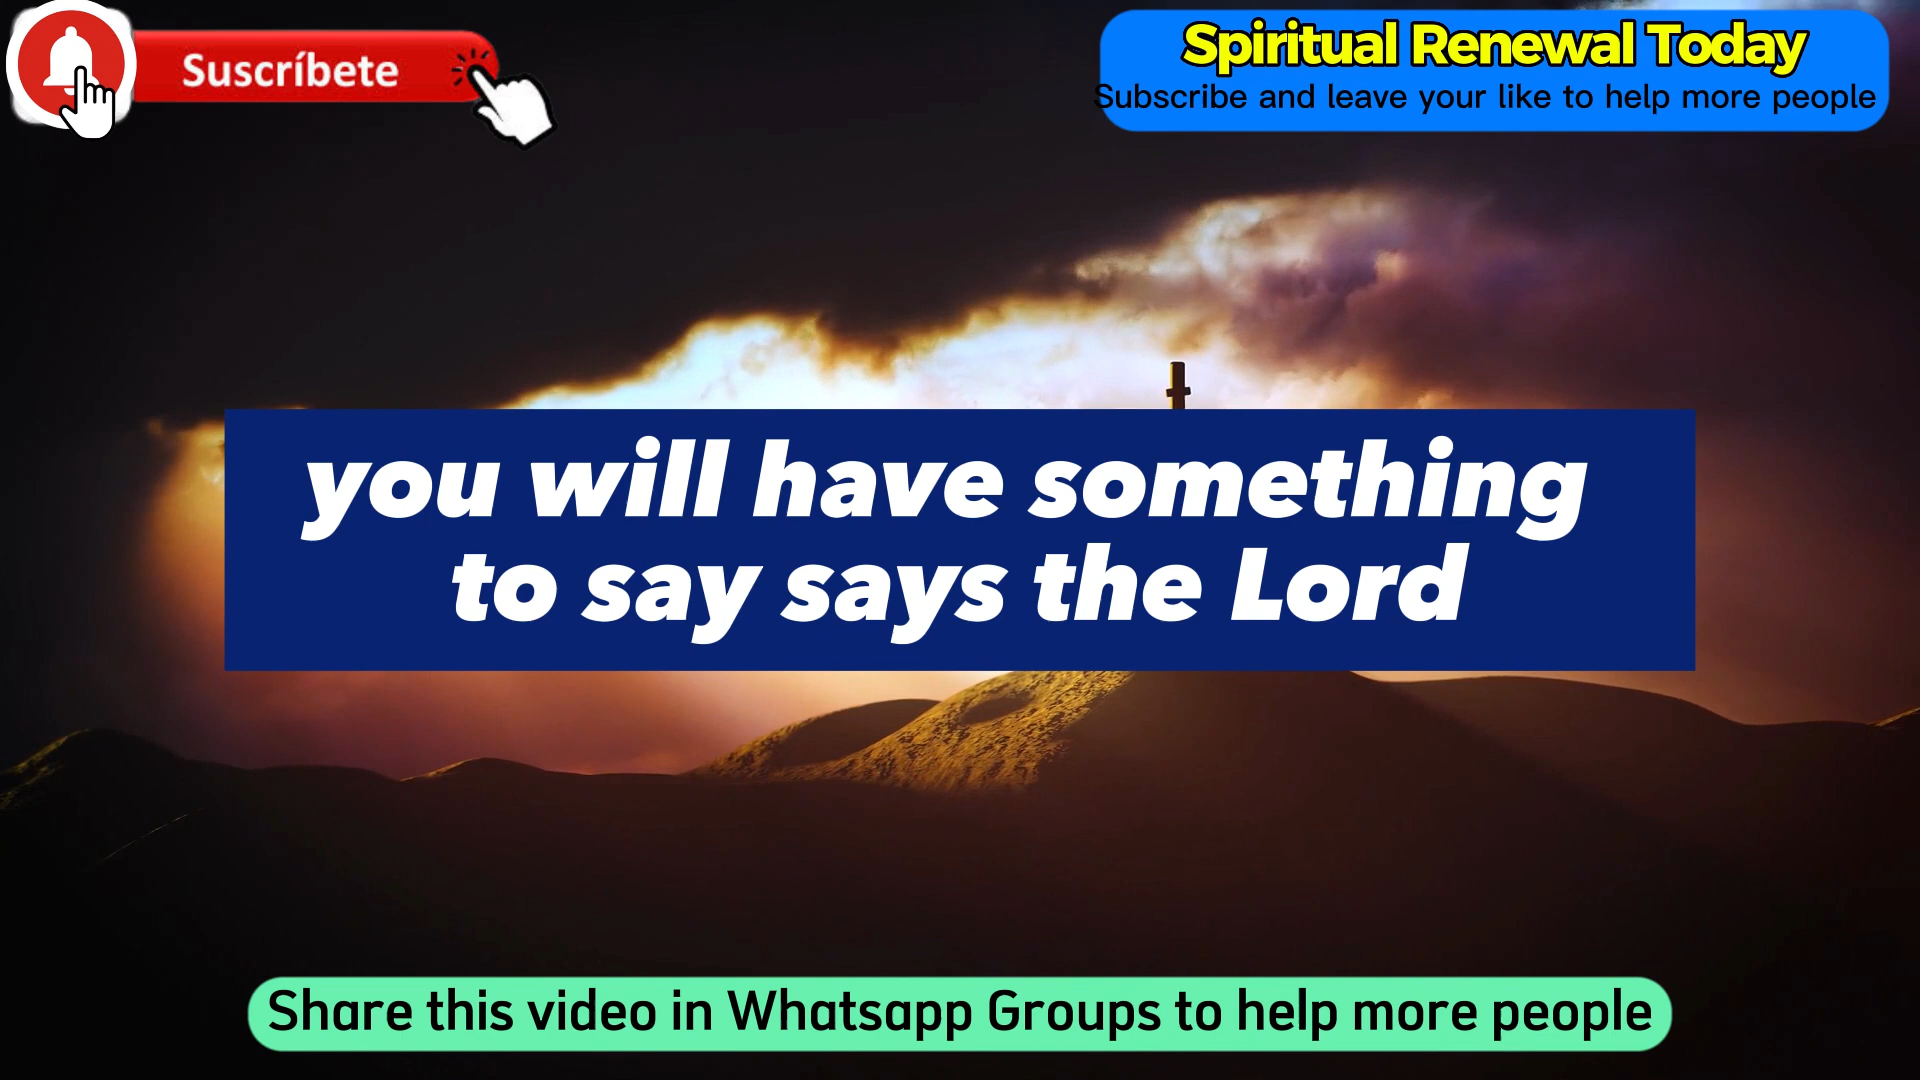 Suscríbete
Spiritual Renewal Today
Subscribe and leave your like to help more people
you will have something
to say says the Lord
Share this video in Whatsapp Groups to help more people